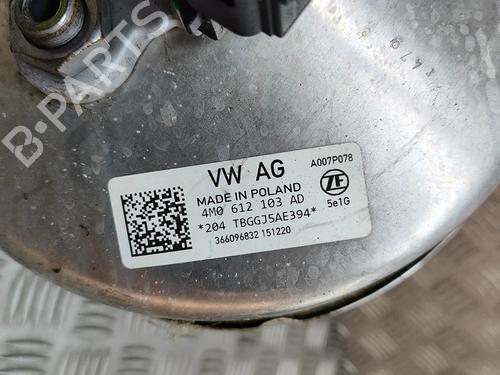 B-PARTS
VW AG
A007P078
MADE IN POLAND
4M0 612 103 AD
ZF
*204 TBGGJ5AE394*
5e1G
366096832 151220